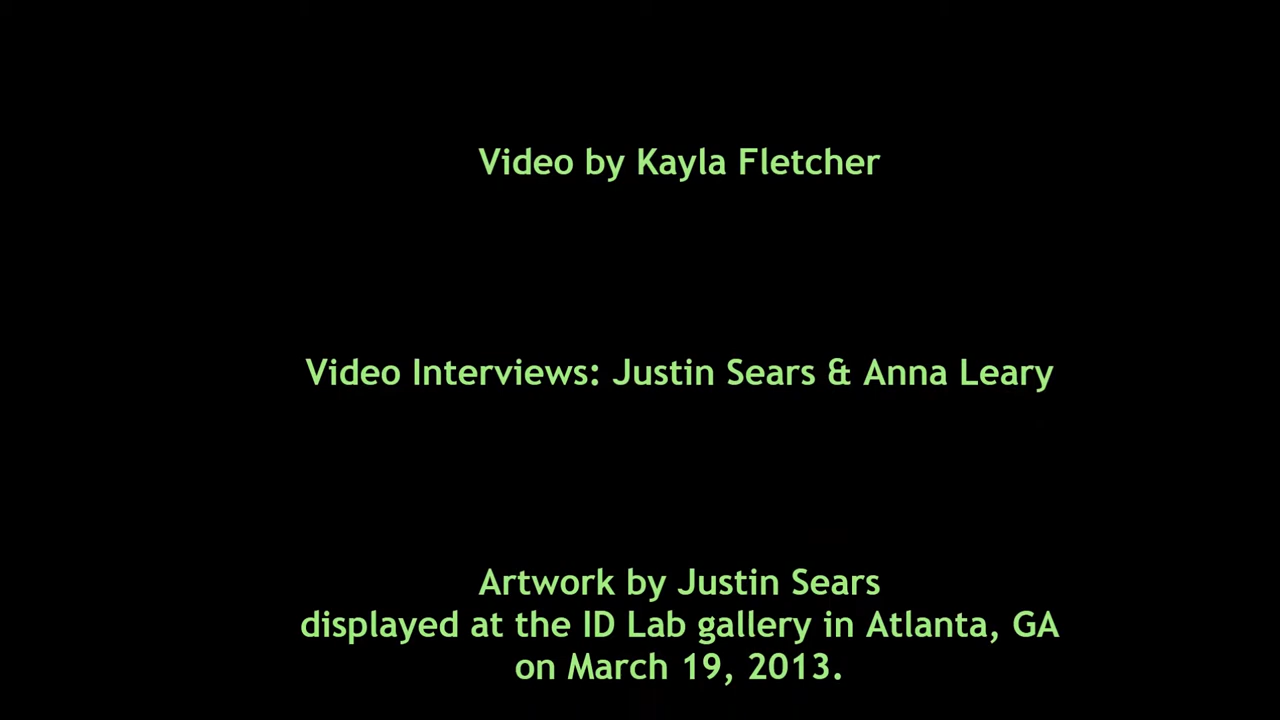 Video by Kayla Fletcher
Video Interviews: Justin Sears & Anna Leary
Artwork by Justin Sears
displayed at the ID Lab gallery in Atlanta, GA
on March 19, 2013.